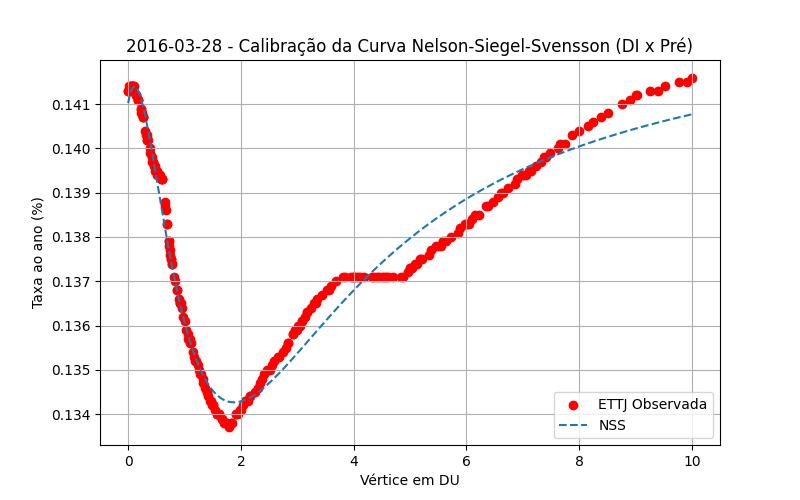 2016-03-28 - Calibração da Curva Nelson-Siegel-Svensson (DI x Pré)
Taxa ao ano (%)
0.141
0.140
0.139
0.138
0.137
0.136
0.135
0.134
ETTJ Observada
NSS
0 2 4 6 8 10
Vértice em DU